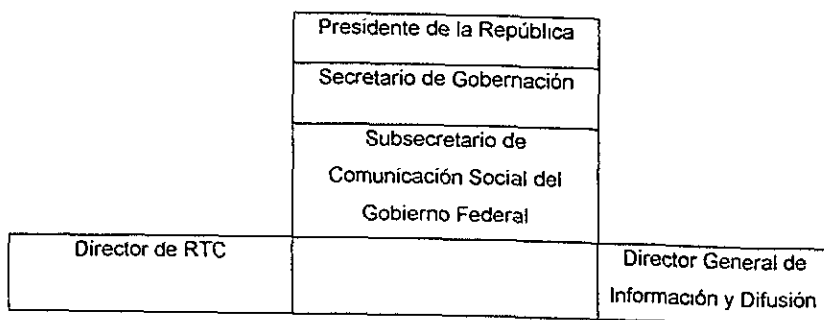 Presidente de la República
Secretario de Gobernación
Subsecretario de
Comunicación Social del
Gobierno Federal
Director de RTC
Director General de
Información y Difusión